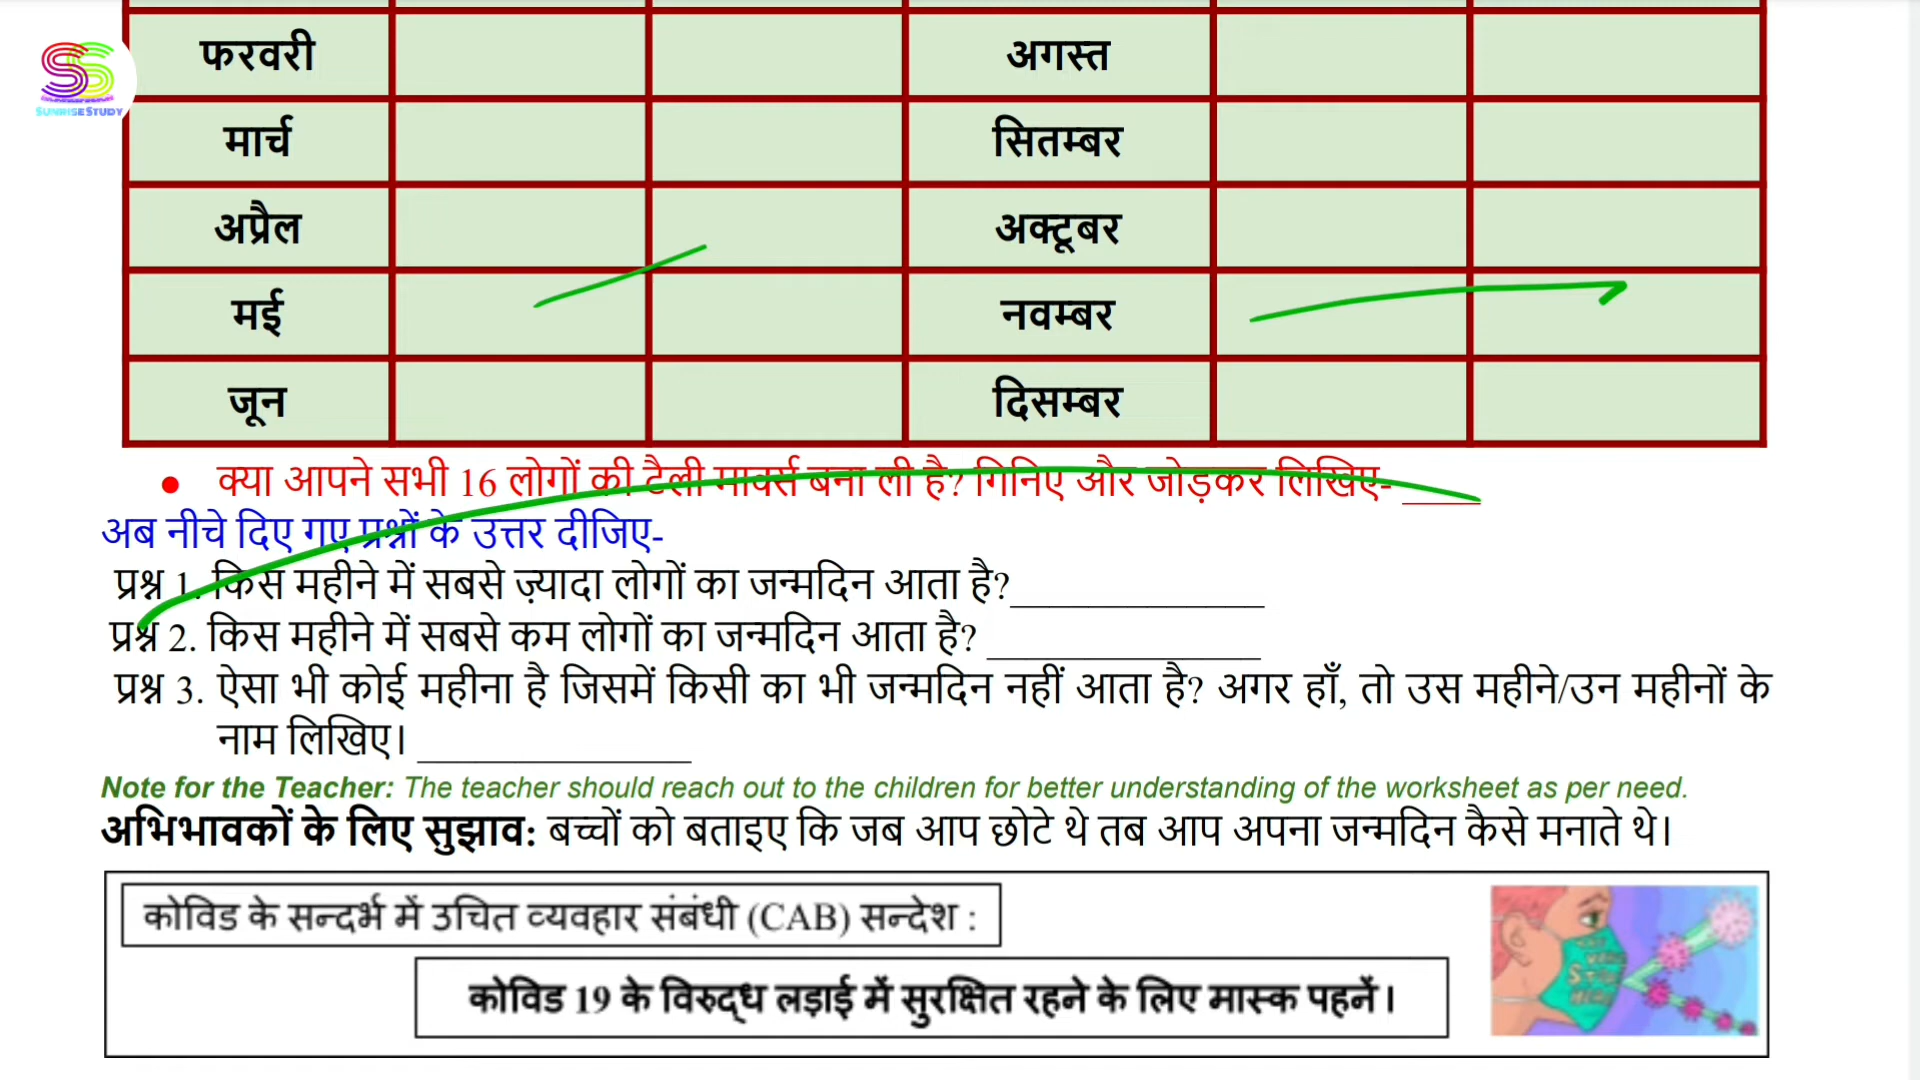 SS
SUNRISE STUDY
फरवरी अगस्त
मार्च सितम्बर
अप्रैल अक्टूबर
मई नवम्बर
जून दिसम्बर
● क्या आपने सभी 16 लोगों की टैली मार्क्स बना ली है? गिनिए और जोड़कर लिखिए- ____
अब नीचे दिए गए प्रश्नों के उत्तर दीजिए-
प्रश्न 1. किस महीने में सबसे ज़्यादा लोगों का जन्मदिन आता है?_____________
प्रश्न 2. किस महीने में सबसे कम लोगों का जन्मदिन आता है? ______________
प्रश्न 3. ऐसा भी कोई महीना है जिसमें किसी का भी जन्मदिन नहीं आता है? अगर हाँ, तो उस महीने/उन महीनों के
नाम लिखिए। ______________
Note for the Teacher: The teacher should reach out to the children for better understanding of the worksheet as per need.
अभिभावकों के लिए सुझाव: बच्चों को बताइए कि जब आप छोटे थे तब आप अपना जन्मदिन कैसे मनाते थे।
कोविड के सन्दर्भ में उचित व्यवहार संबंधी (CAB) सन्देश :
कोविड 19 के विरुद्ध लड़ाई में सुरक्षित रहने के लिए मास्क पहनें।